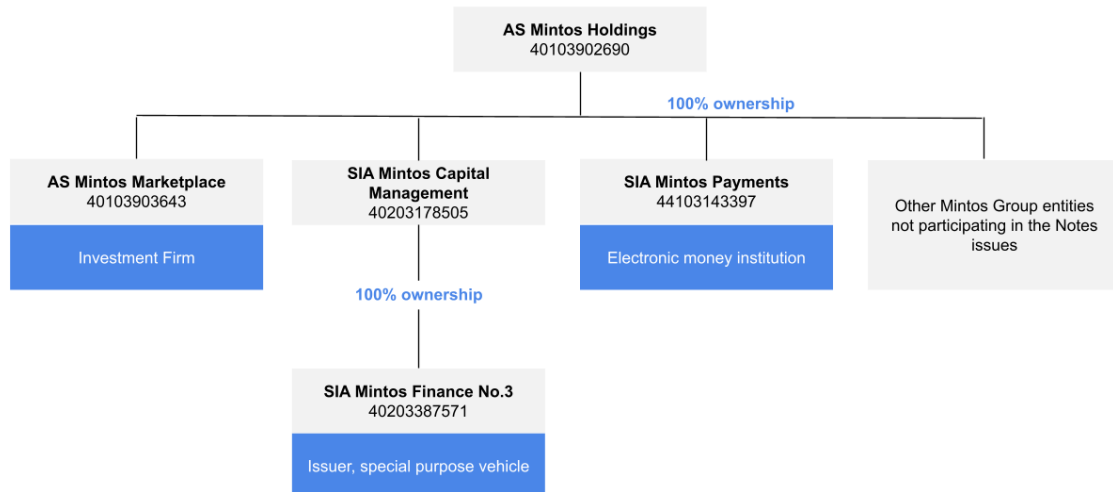 AS Mintos Holdings
40103902690
100% ownership
AS Mintos Marketplace
40103903643
Investment Firm
SIA Mintos Capital
Management
40203178505
SIA Mintos Payments
44103143397
Electronic money institution
Other Mintos Group entities
not participating in the Notes
issues
100% ownership
SIA Mintos Finance No.3
40203387571
Issuer, special purpose vehicle